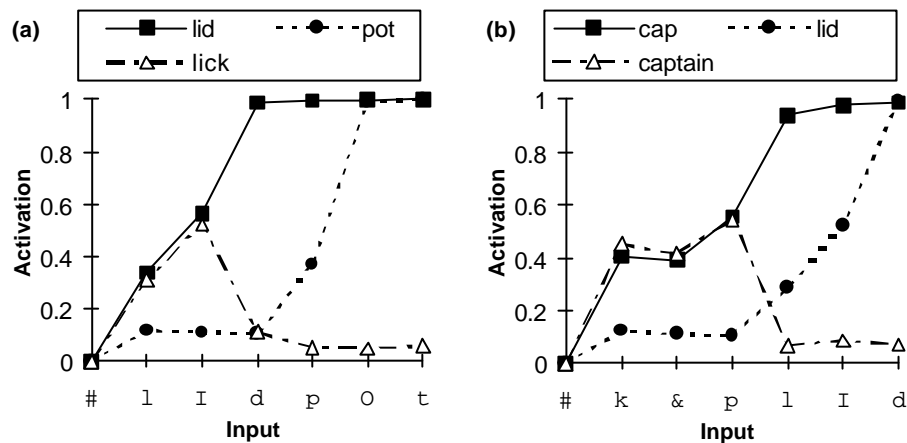 (a)
lid pot
lick
1
0.8
0.6
0.4
0.2
0
Activation
# l I d p O t
Input
(b)
cap lid
captain
1
0.8
0.6
0.4
0.2
0
Activation
# k & p l I d
Input